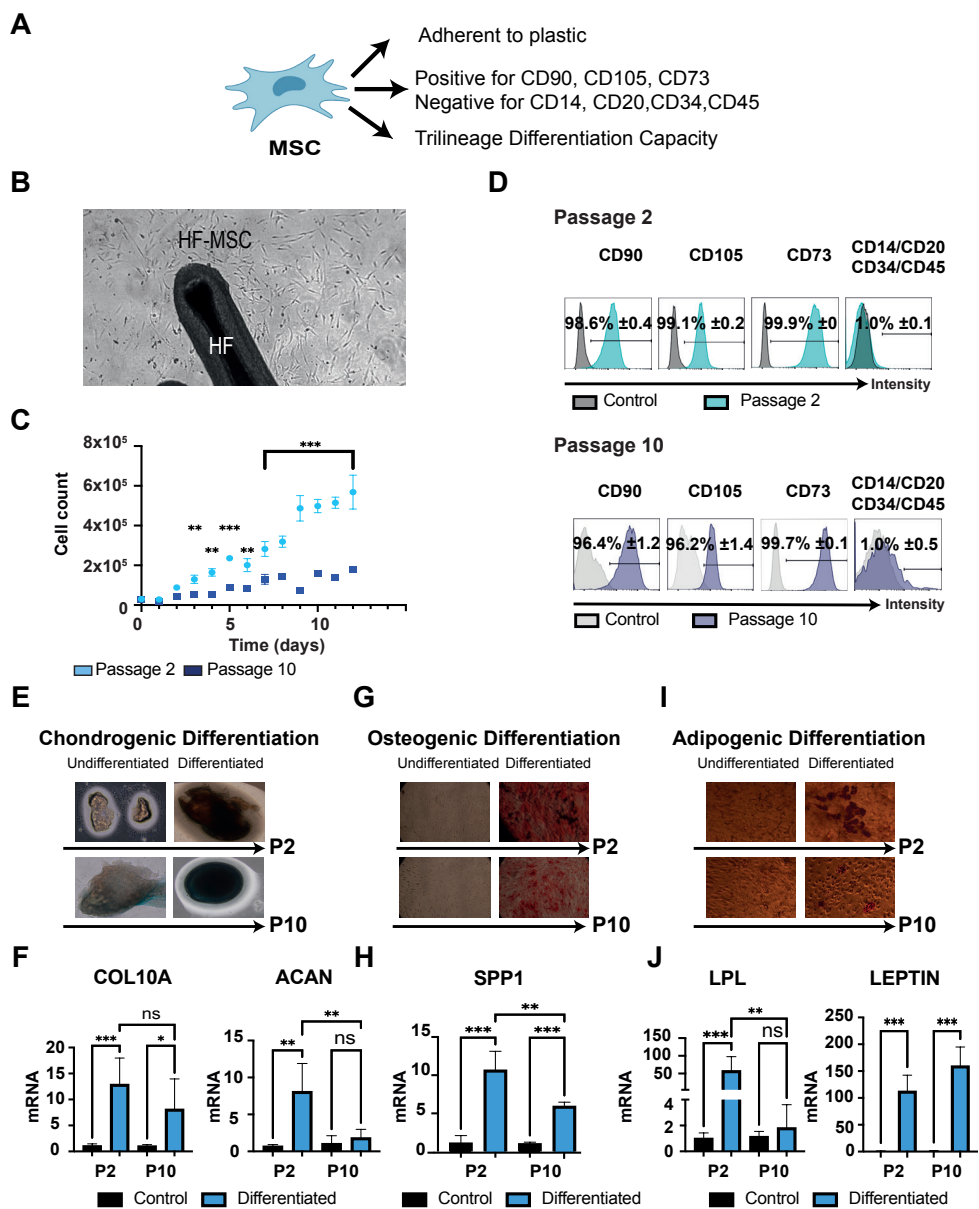 A
Adherent to plastic
Positive for CD90, CD105, CD73
Negative for CD14, CD20,CD34,CD45
Trilineage Differentiation Capacity
MSC
B
HF-MSC
HF
C
Cell count
8x10⁵
6x10⁵
4x10⁵
2x10⁵
0
***
** ** *** **
0 5 10
Time (days)
Passage 2 Passage 10
D
Passage 2
CD90 CD105 CD73 CD14/CD20
CD34/CD45
98.6% ±0.4 99.1% ±0.2 99.9% ±0 1.0% ±0.1
Intensity
Control Passage 2
Passage 10
CD90 CD105 CD73 CD14/CD20
CD34/CD45
96.4% ±1.2 96.2% ±1.4 99.7% ±0.1 1.0% ±0.5
Intensity
Control Passage 10
E
Chondrogenic Differentiation
Undifferentiated Differentiated
P2
P10
G
Osteogenic Differentiation
Undifferentiated Differentiated
P2
P10
I
Adipogenic Differentiation
Undifferentiated Differentiated
P2
P10
F
COL10A
mRNA
20
15
10
5
0
ns
*** *
P2 P10
ACAN
mRNA
15
10
5
0
**
** ns
P2 P10
Control Differentiated
H
SPP1
mRNA
15
10
5
0
**
*** ***
P2 P10
Control Differentiated
J
LPL
mRNA
150
100
50
4
2
0
**
*** ns
P2 P10
LEPTIN
mRNA
250
200
150
100
50
0
*** ***
P2 P10
Control Differentiated